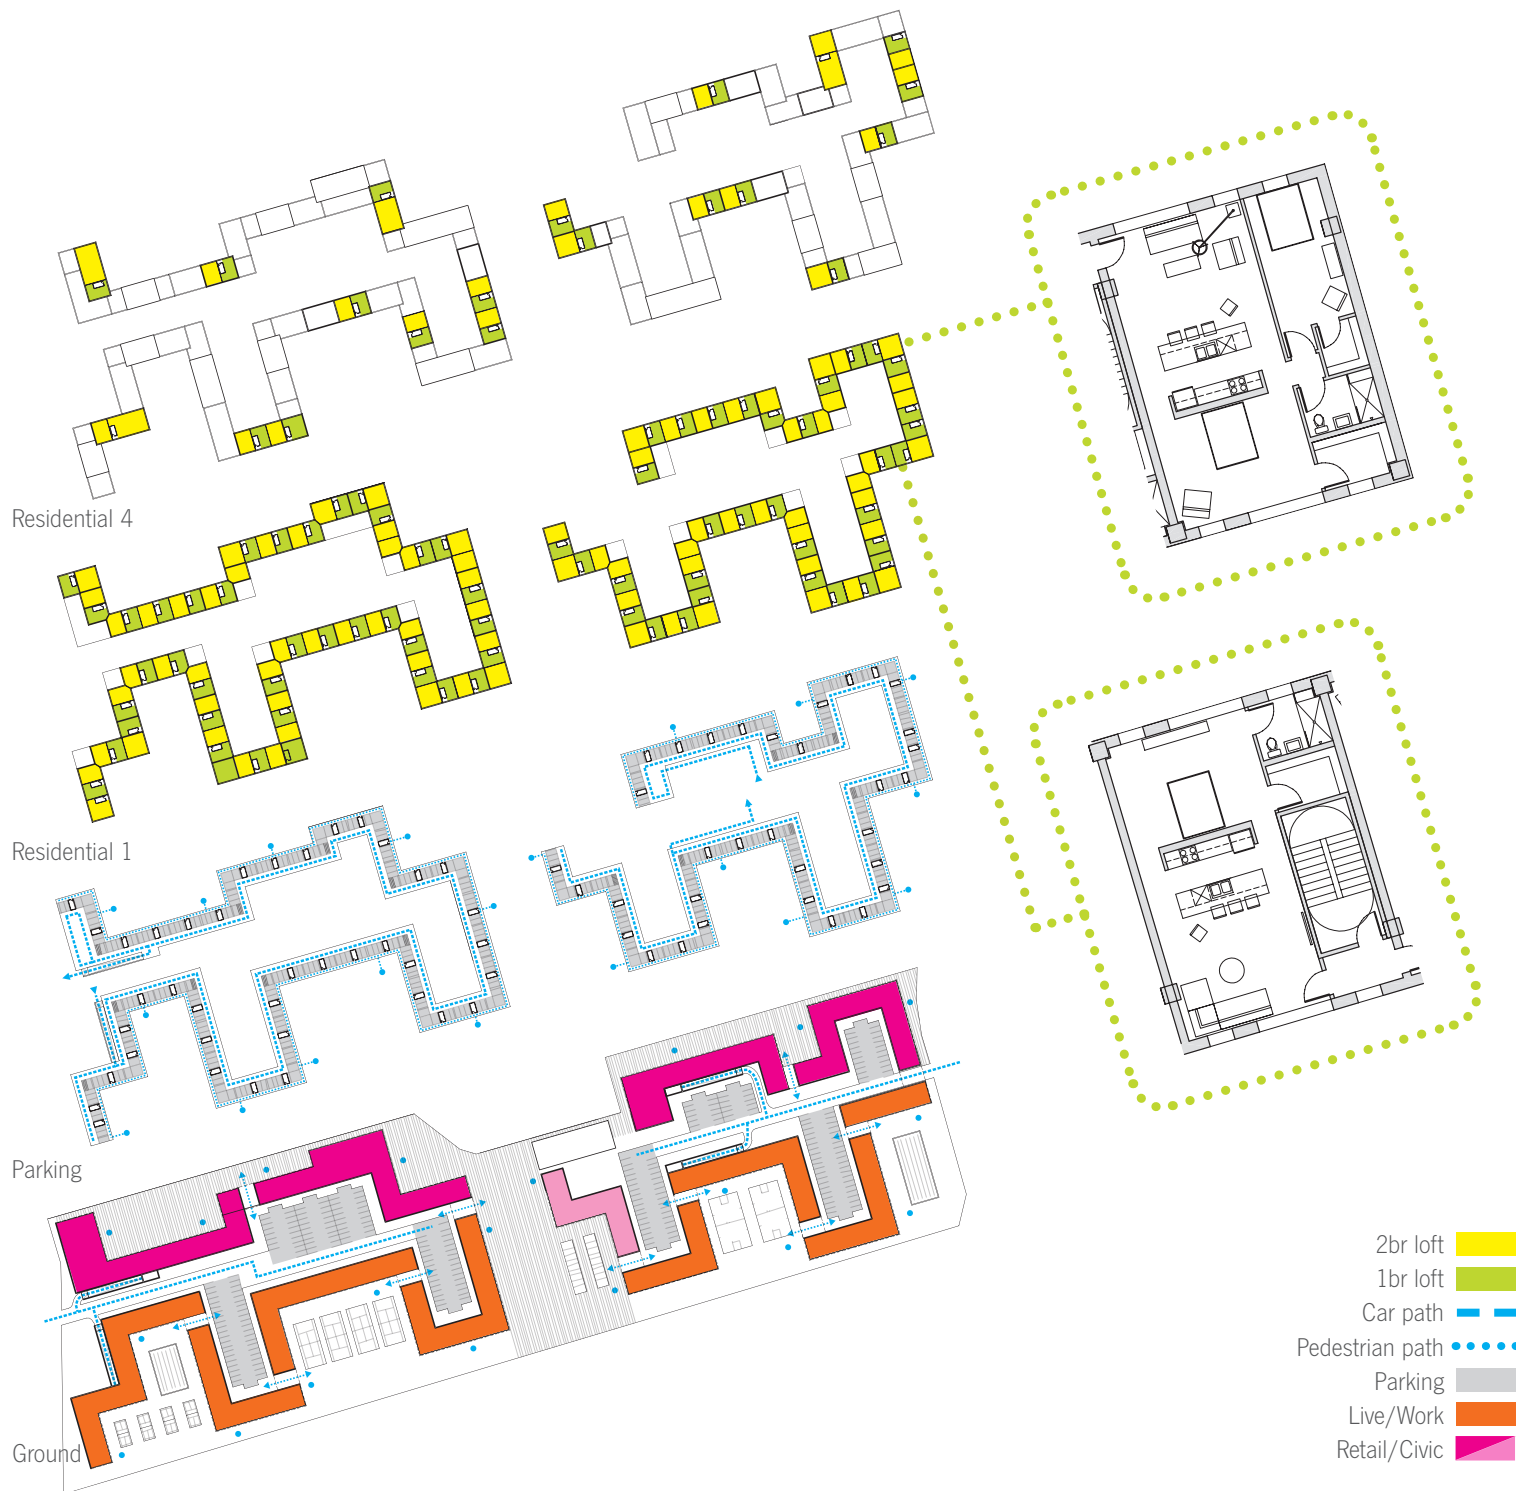 Residential 4
Residential 1
Parking
Ground
2br loft
1br loft
Car path
Pedestrian path
Parking
Live/Work
Retail/Civic